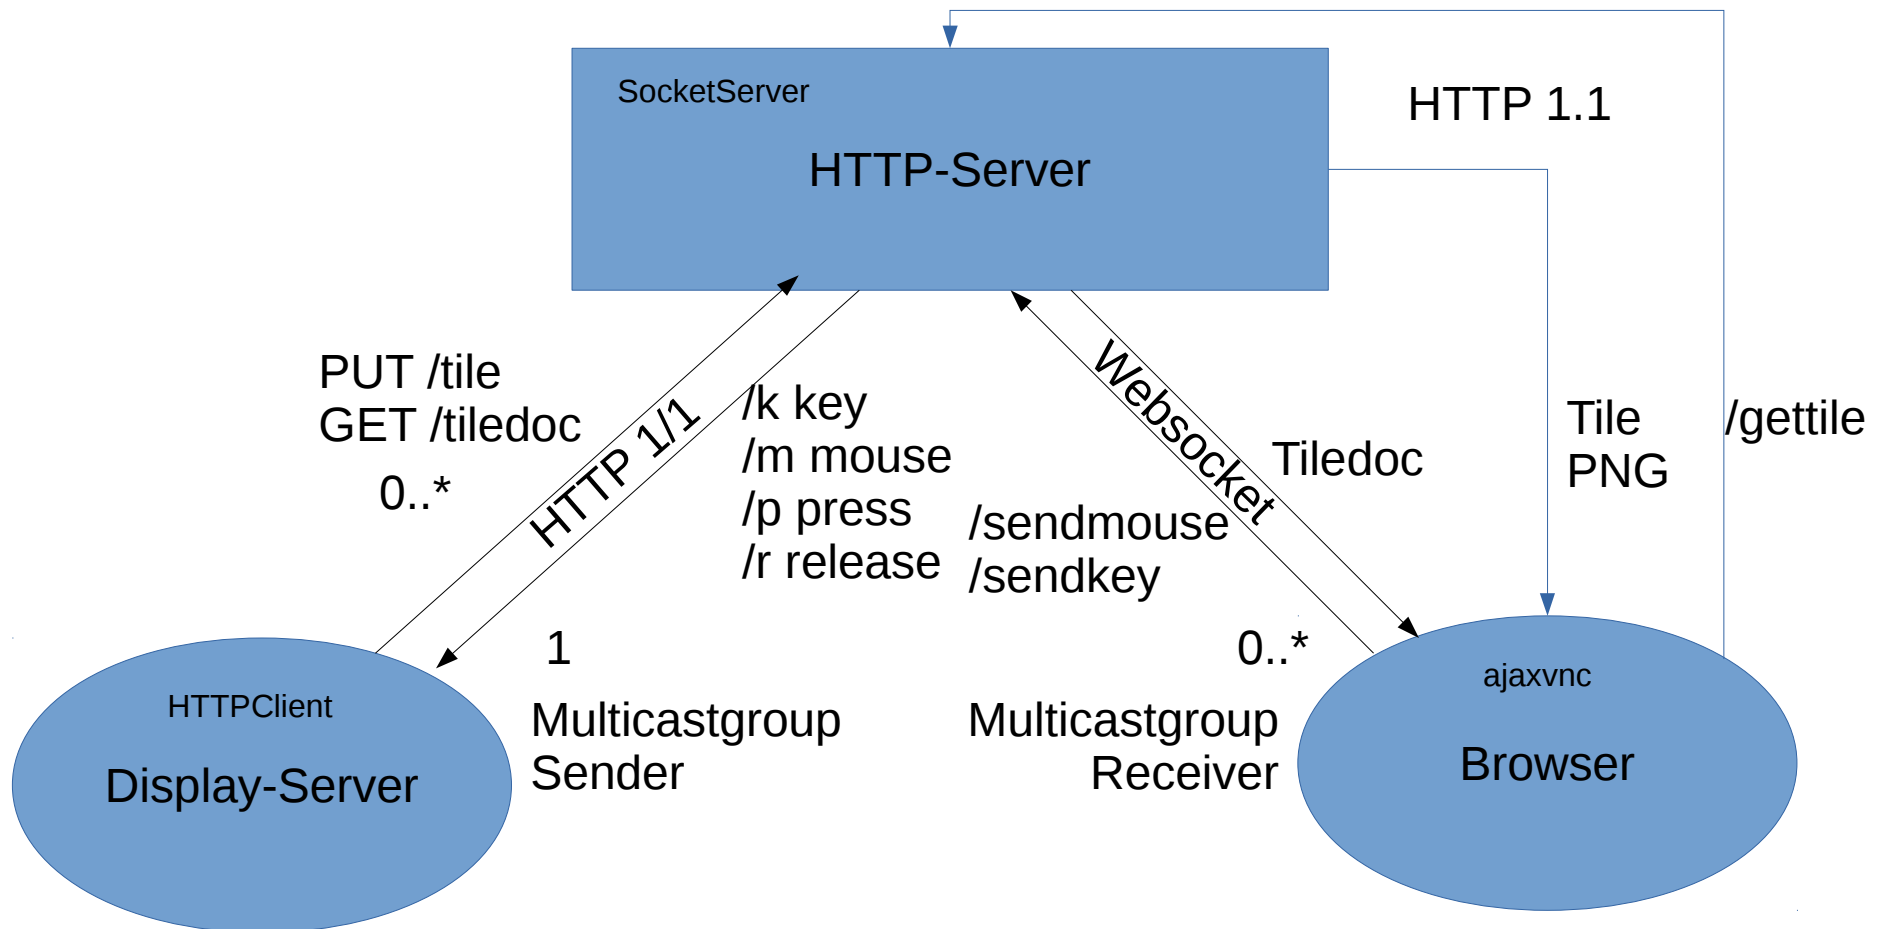 SocketServer
HTTP 1.1
HTTP-Server
PUT /tile
GET /tiledoc
0..*
HTTP 1/1
/k key
/m mouse
/p press
/r release
Websocket
Tiledoc
/sendmouse
/sendkey
Tile
PNG
/gettile
1
0..*
Multicastgroup
Sender
Multicastgroup
Receiver
HTTPClient
Display-Server
ajaxvnc
Browser